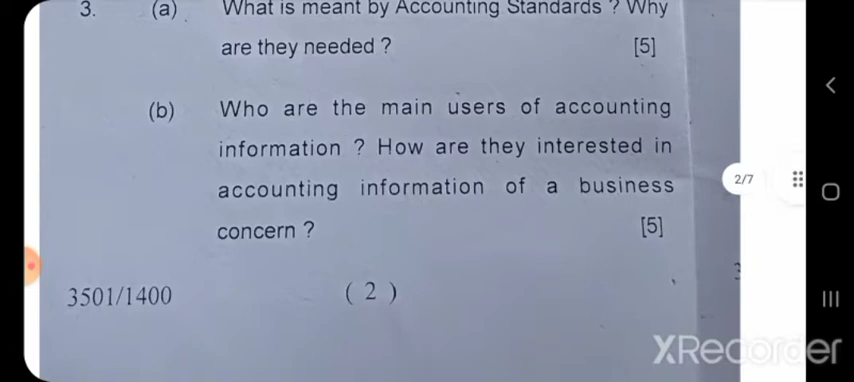 3. (a) What is meant by Accounting Standards ? Why
are they needed ? [5]
(b) Who are the main users of accounting
information ? How are they interested in
accounting information of a business
concern ? [5]
2/7
3501/1400 ( 2 )
XRecorder